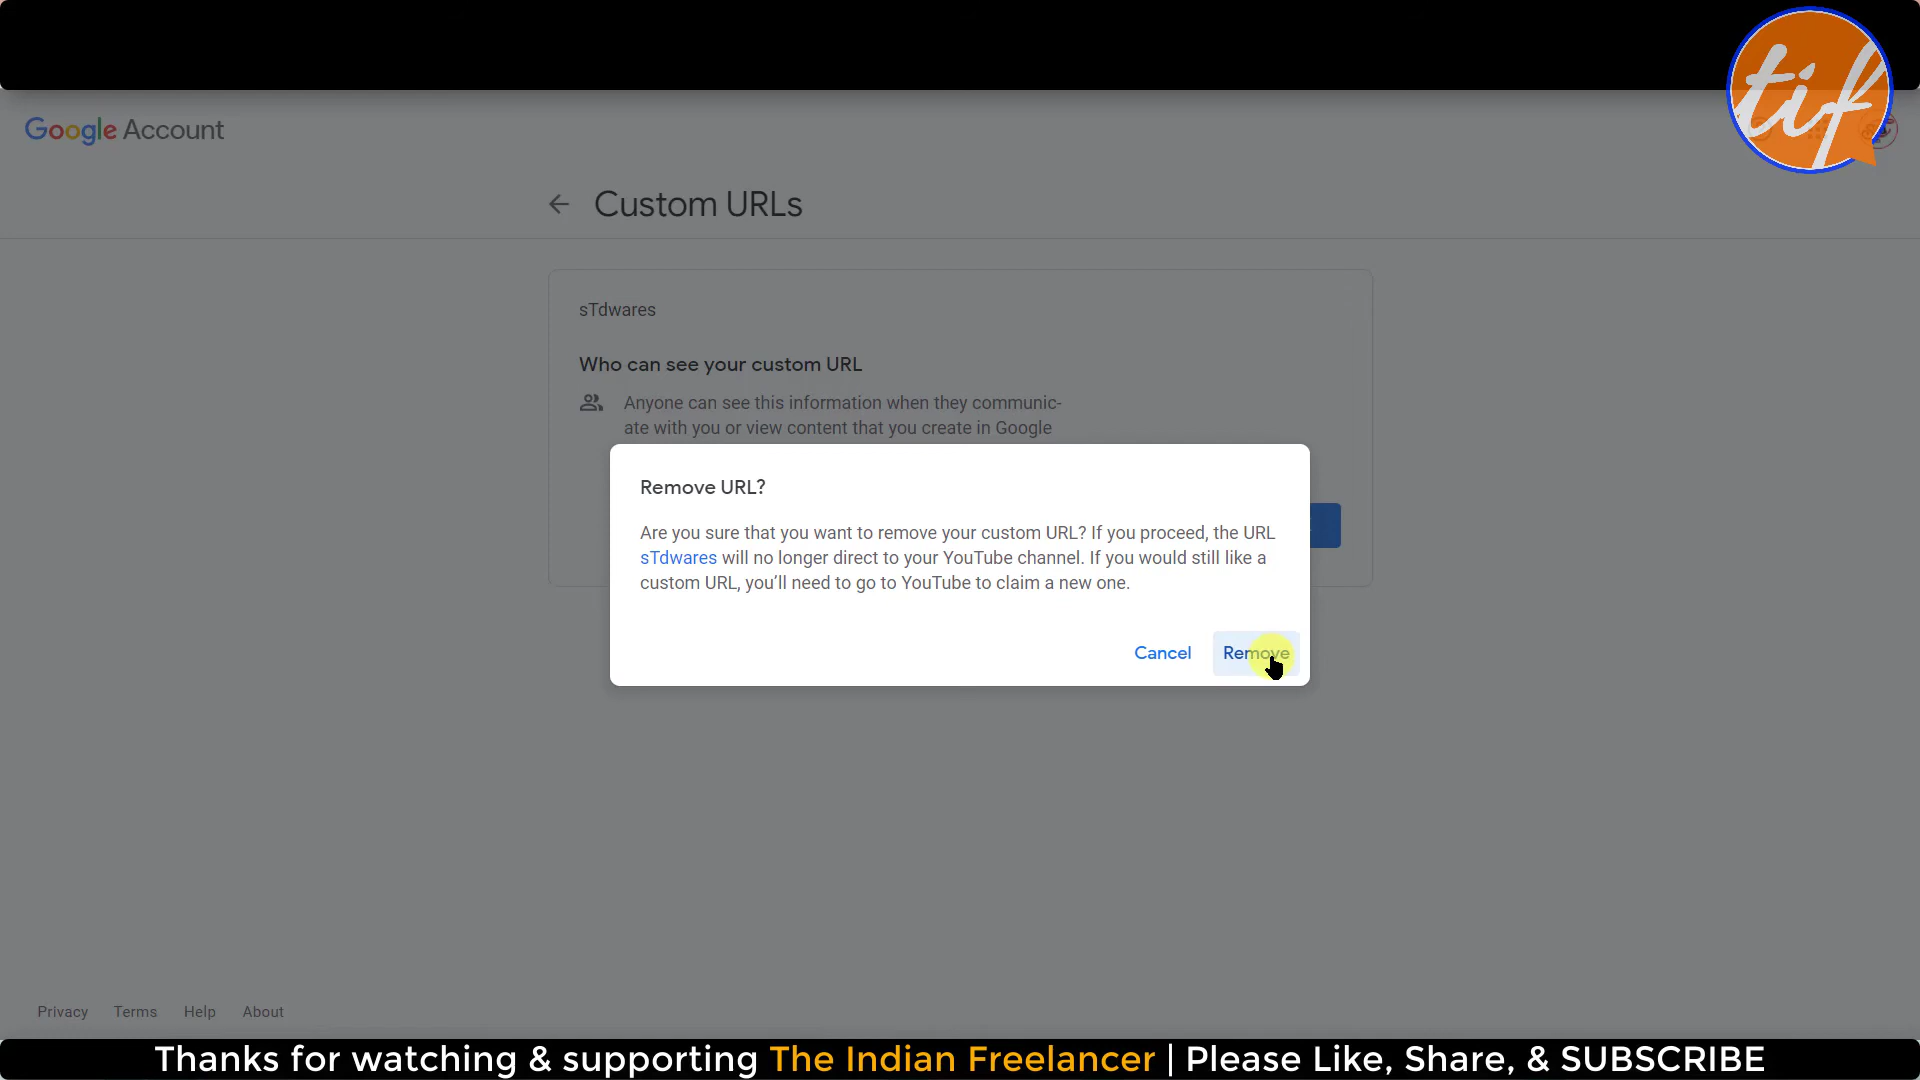 tif
Google Account
Custom URLs
sTdwares
Who can see your custom URL
Anyone can see this information when they communic-
ate with you or view content that you create in Google
Remove URL?
Are you sure that you want to remove your custom URL? If you proceed, the URL
sTdwares will no longer direct to your YouTube channel. If you would still like a
custom URL, you’ll need to go to YouTube to claim a new one.
Cancel Remove
Privacy Terms Help About
Thanks for watching & supporting The Indian Freelancer | Please Like, Share, & SUBSCRIBE